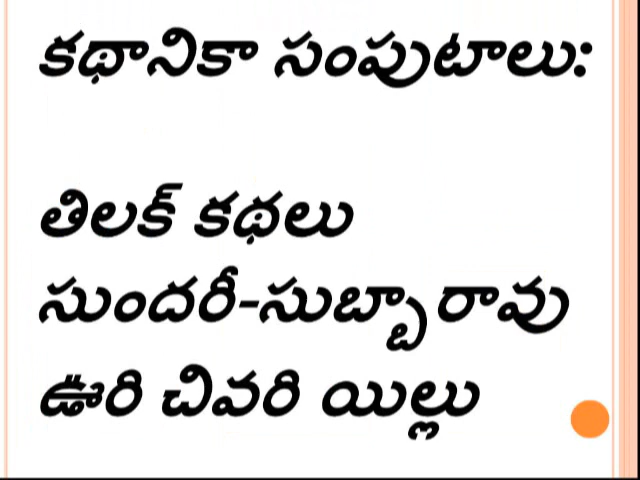 కథానికా సంపుటాలు:
తిలక్ కథలు
సుందరీ-సుబ్బారావు
ఊరి చివరి యిల్లు